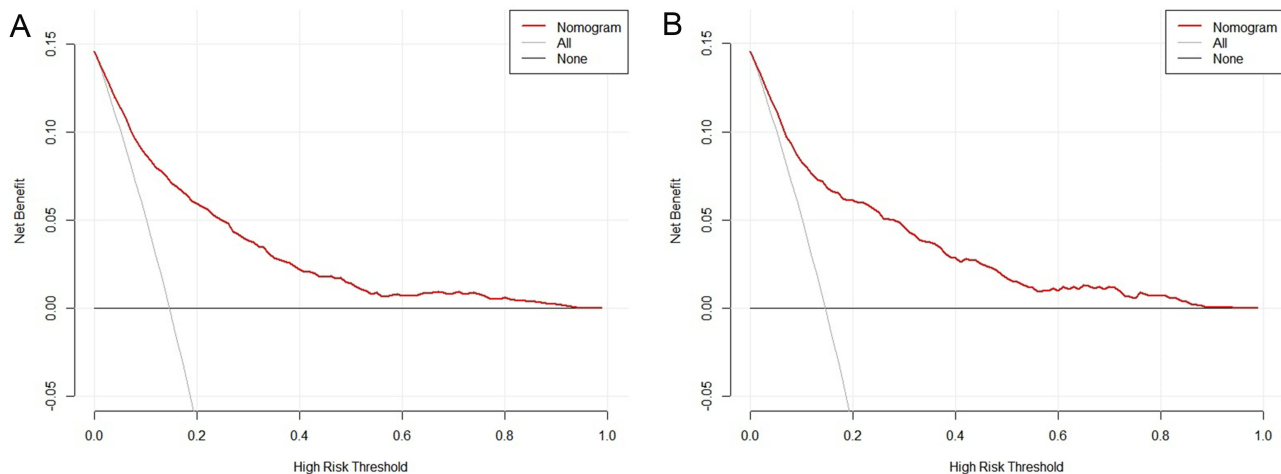 A
Nomogram
All
None
0.15
0.10
0.05
0.00
-0.05
Net Benefit
0.0 0.2 0.4 0.6 0.8 1.0
High Risk Threshold
B
Nomogram
All
None
0.15
0.10
0.05
0.00
-0.05
Net Benefit
0.0 0.2 0.4 0.6 0.8 1.0
High Risk Threshold